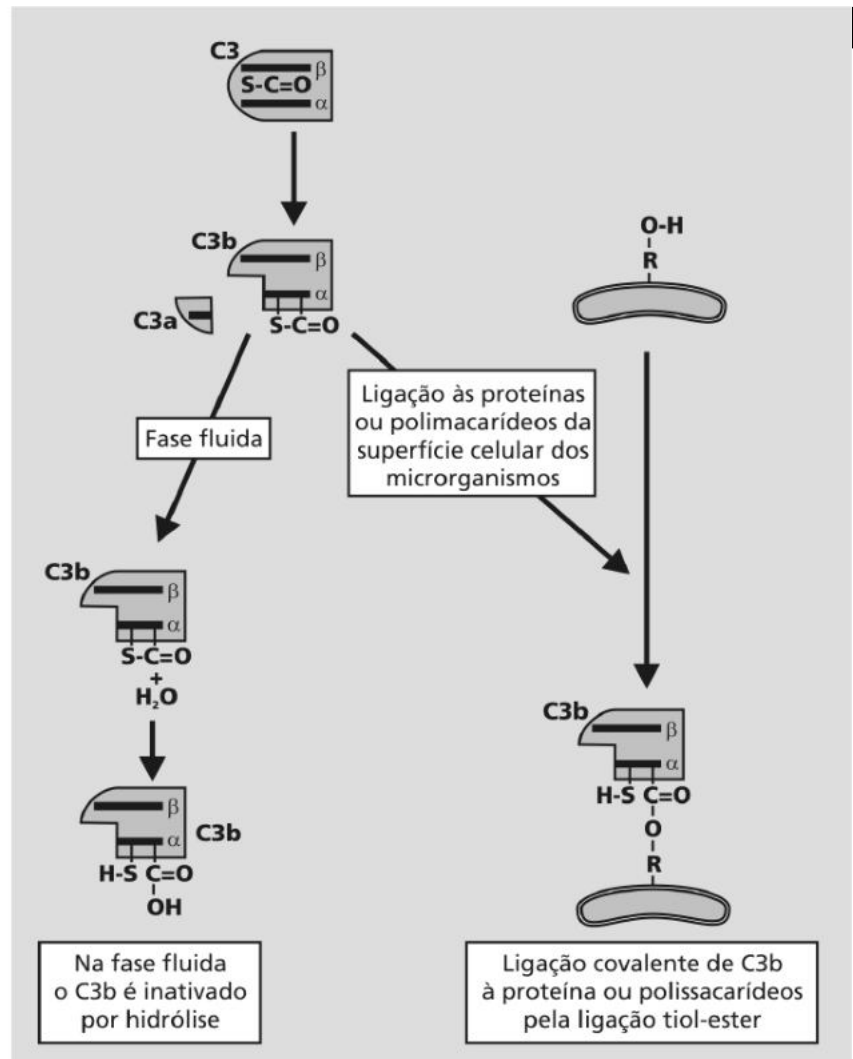 C3
β
S-C=O
α
C3b
β
α
C3a
S-C=O
O-H
R
Fase fluida
Ligação às proteínas
ou polimacarídeos da
superfície celular dos
microrganismos
C3b
β
α
S-C=O
+
H₂O
β
α
C3b
H-S C=O
OH
C3b
β
α
H-S C=O
O
R
Na fase fluida
o C3b é inativado
por hidrólise
Ligação covalente de C3b
à proteína ou polissacarídeos
pela ligação tiol-ester